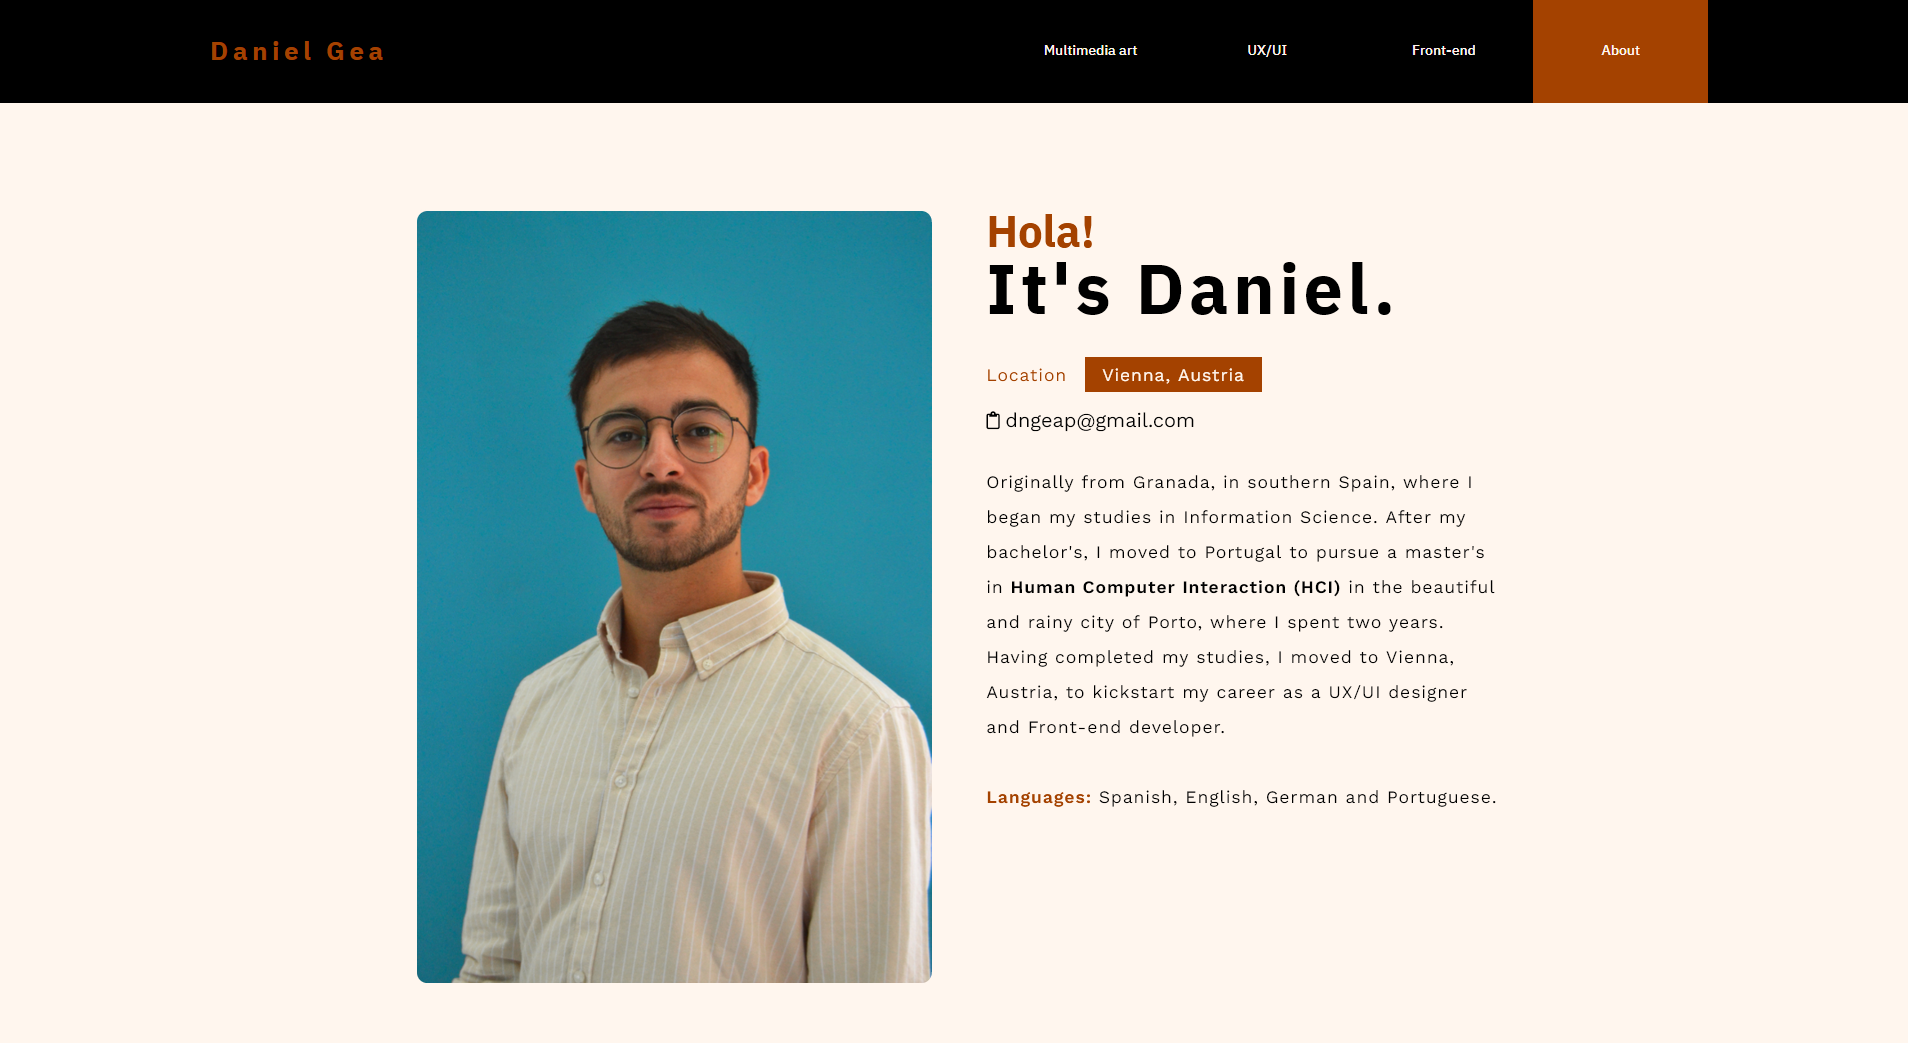 Daniel Gea
Multimedia art
UX/UI
Front-end
About
Hola!
It's Daniel.
Location
Vienna, Austria
dngeap@gmail.com
Originally from Granada, in southern Spain, where I
began my studies in Information Science. After my
bachelor's, I moved to Portugal to pursue a master's
in Human Computer Interaction (HCI) in the beautiful
and rainy city of Porto, where I spent two years.
Having completed my studies, I moved to Vienna,
Austria, to kickstart my career as a UX/UI designer
and Front-end developer.
Languages: Spanish, English, German and Portuguese.